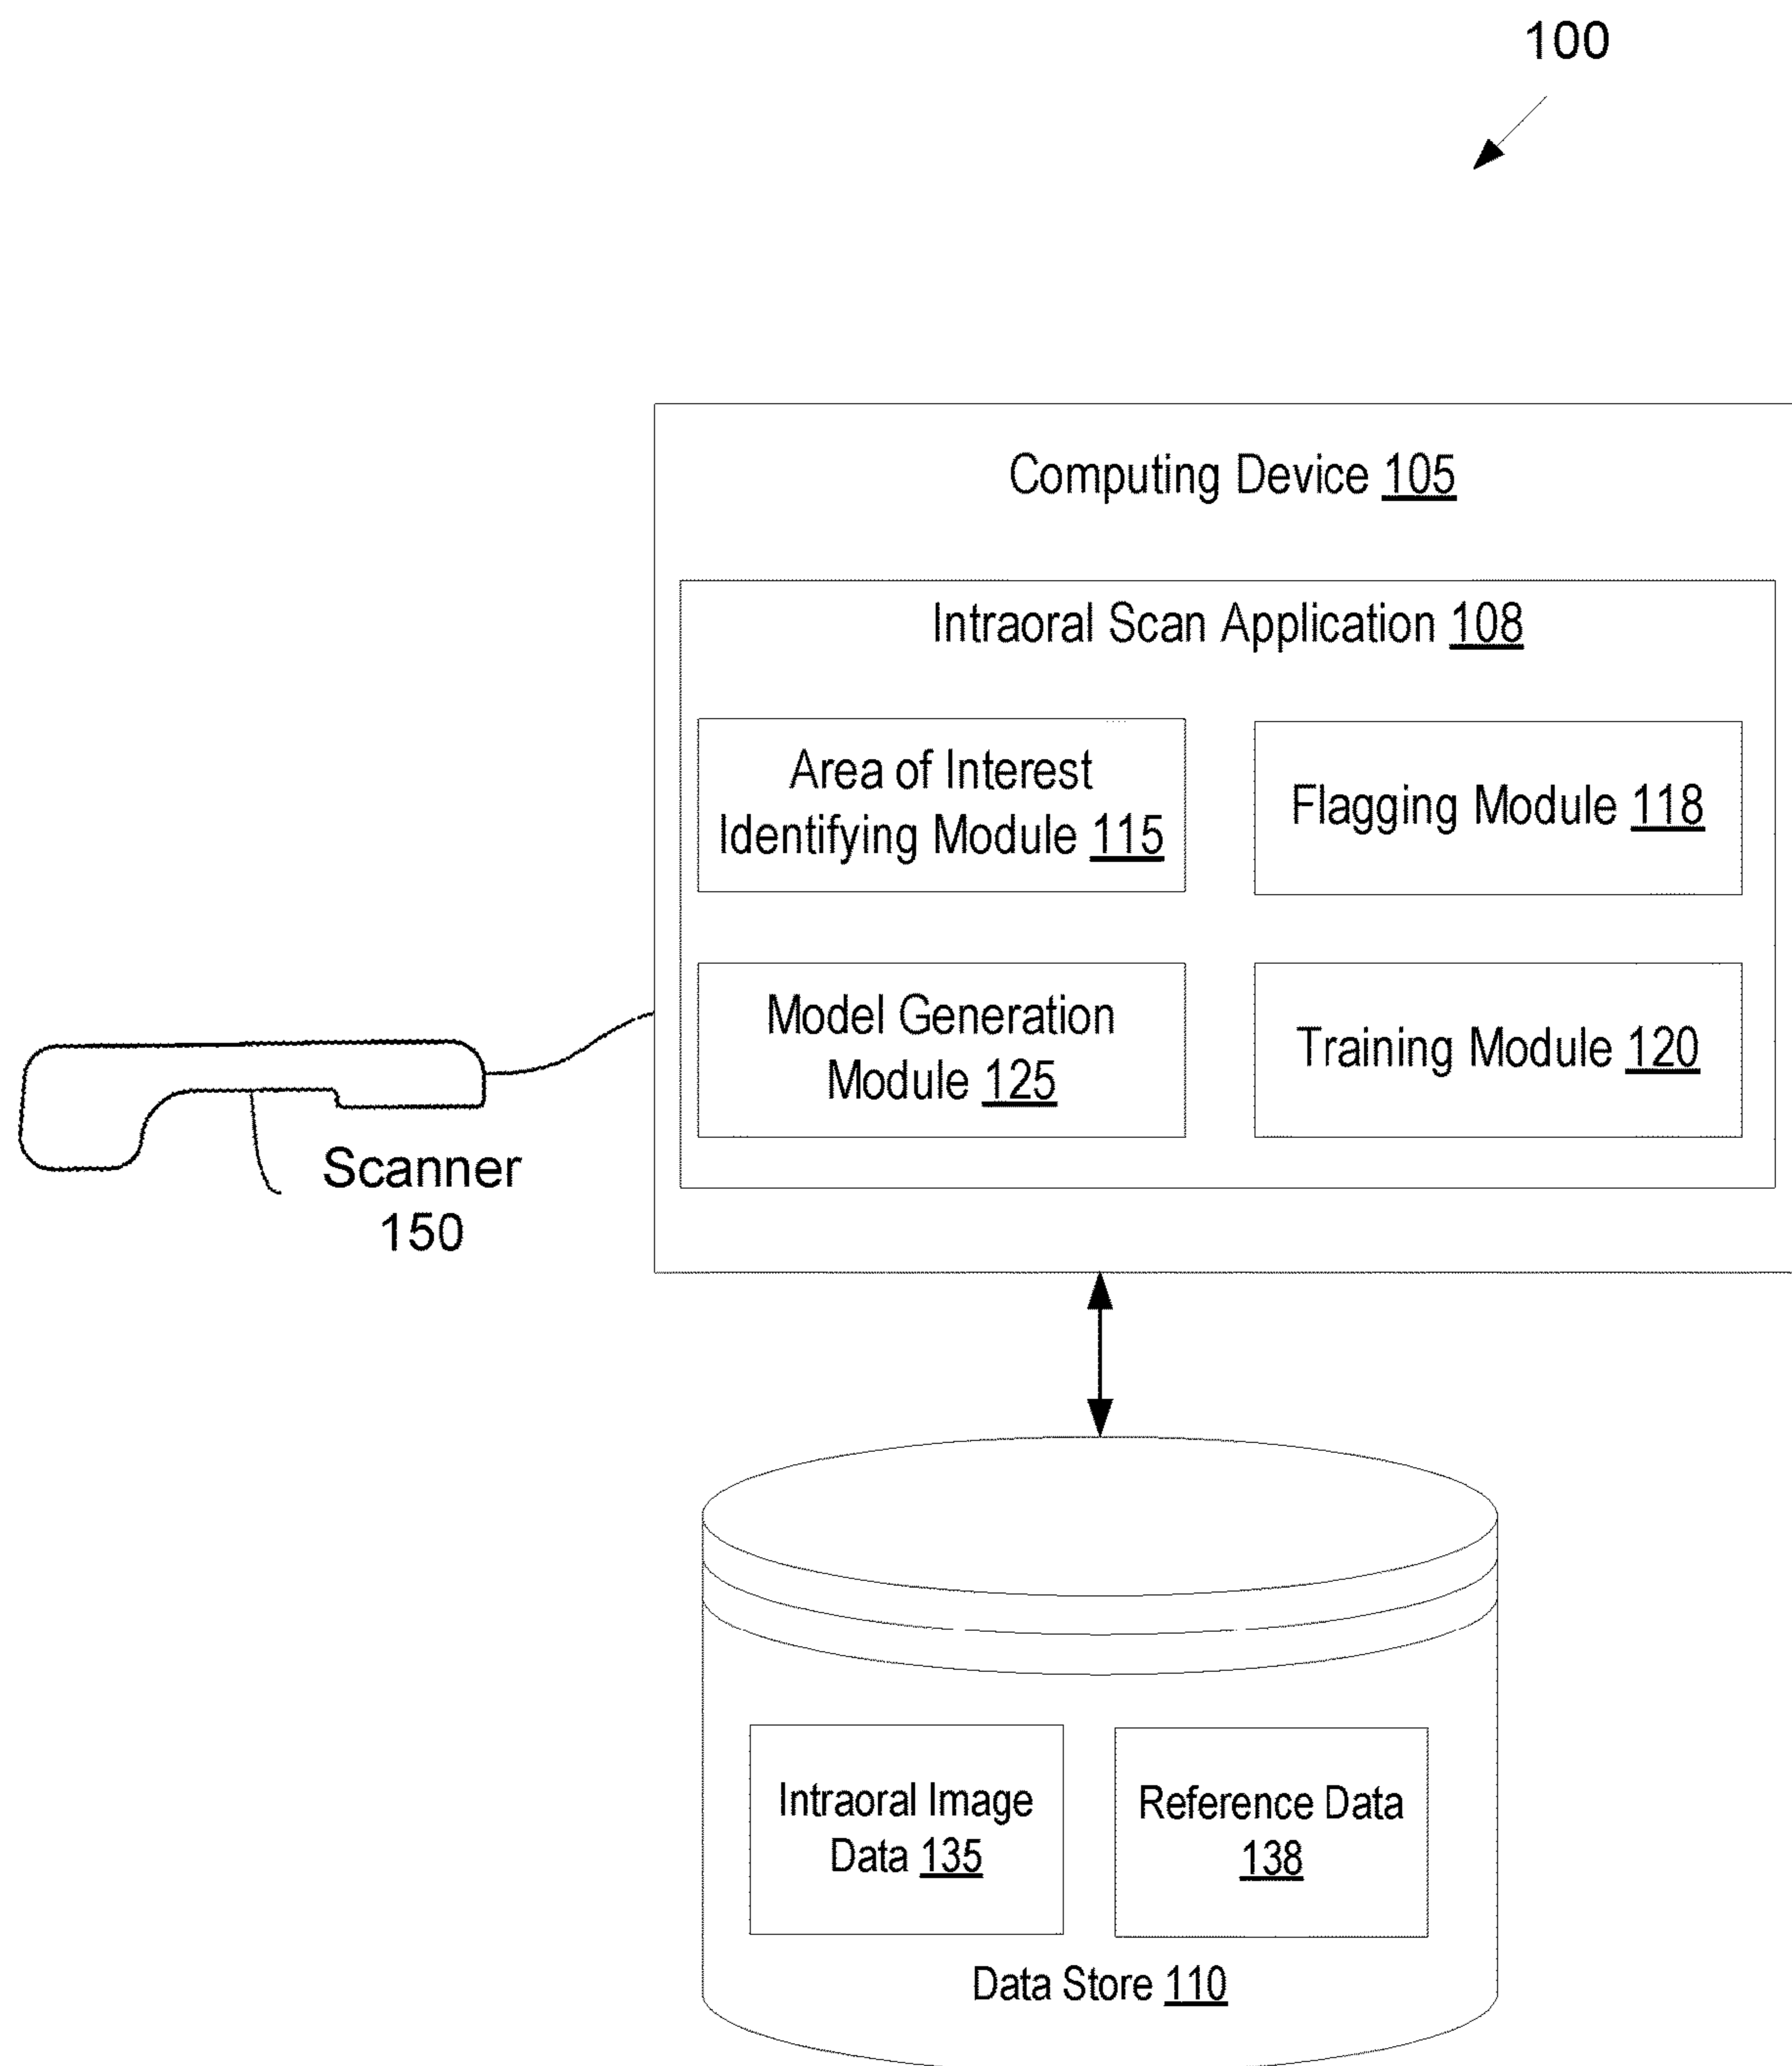 100
Computing Device 105
Intraoral Scan Application 108
Area of Interest
Identifying Module 115
Flagging Module 118
Model Generation
Module 125
Training Module 120
Scanner
150
Intraoral Image
Data 135
Reference Data
138
Data Store 110